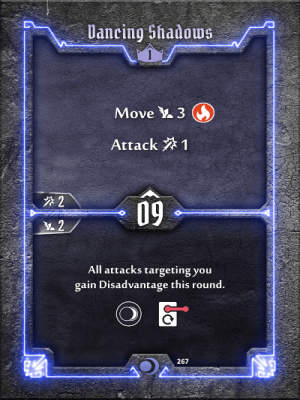 Dancing Shadows
1
Move 3
Attack 1
2
09
2
All attacks targeting you
gain Disadvantage this round.
267